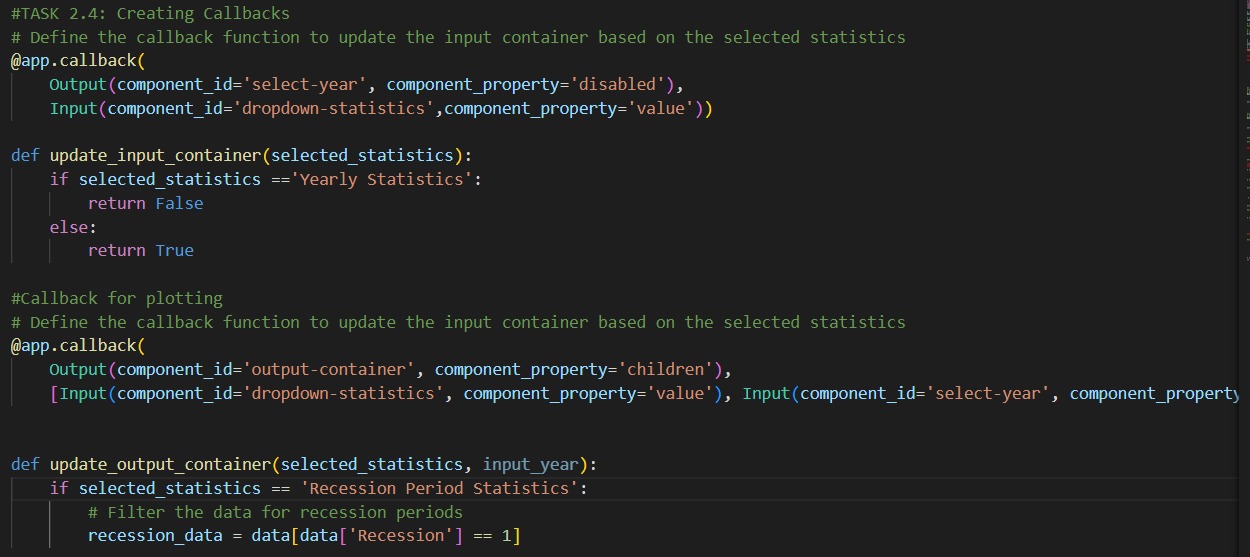 #TASK 2.4: Creating Callbacks
# Define the callback function to update the input container based on the selected statistics
@app.callback(
    Output(component_id='select-year', component_property='disabled'),
    Input(component_id='dropdown-statistics',component_property='value'))
def update_input_container(selected_statistics):
    if selected_statistics =='Yearly Statistics':
        return False
    else:
        return True
#Callback for plotting
# Define the callback function to update the input container based on the selected statistics
@app.callback(
    Output(component_id='output-container', component_property='children'),
    [Input(component_id='dropdown-statistics', component_property='value'), Input(component_id='select-year', component_property
def update_output_container(selected_statistics, input_year):
    if selected_statistics == 'Recession Period Statistics':
        # Filter the data for recession periods
        recession_data = data[data['Recession'] == 1]